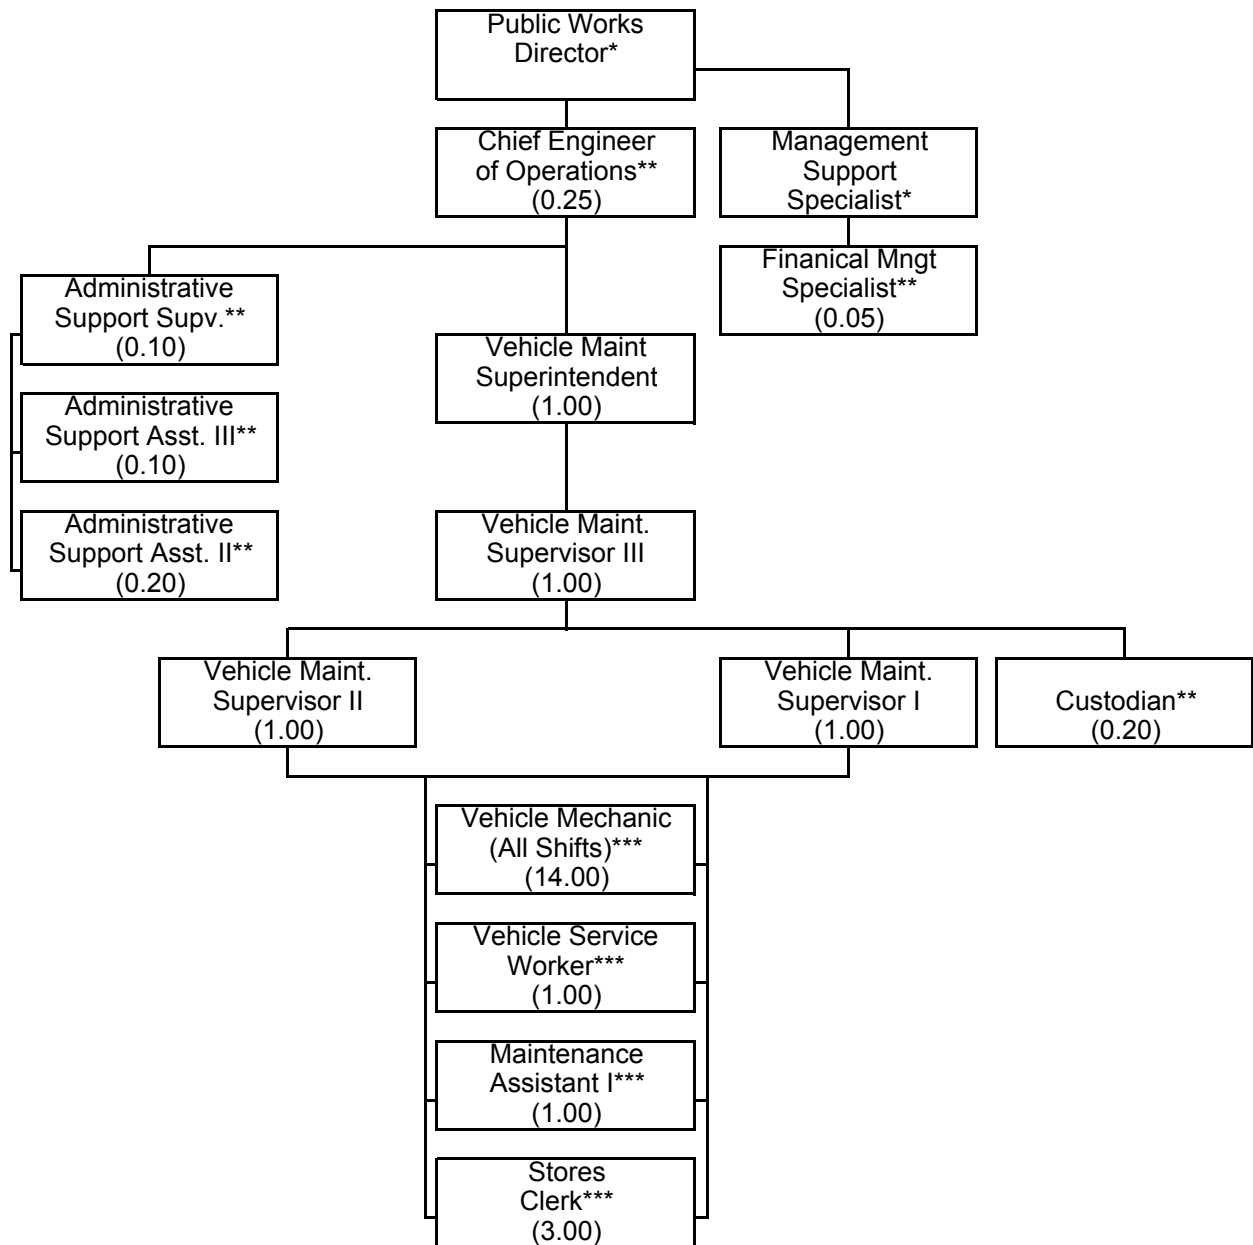 Public Works
Director*
Chief Engineer
of Operations**
(0.25)
Management
Support
Specialist*
Finanical Mngt
Specialist**
(0.05)
Administrative
Support Supv.**
(0.10)
Administrative
Support Asst. III**
(0.10)
Administrative
Support Asst. II**
(0.20)
Vehicle Maint
Superintendent
(1.00)
Vehicle Maint.
Supervisor III
(1.00)
Vehicle Maint.
Supervisor II
(1.00)
Vehicle Maint.
Supervisor I
(1.00)
Custodian**
(0.20)
Vehicle Mechanic
(All Shifts)***
(14.00)
Vehicle Service
Worker***
(1.00)
Maintenance
Assistant I***
(1.00)
Stores
Clerk***
(3.00)